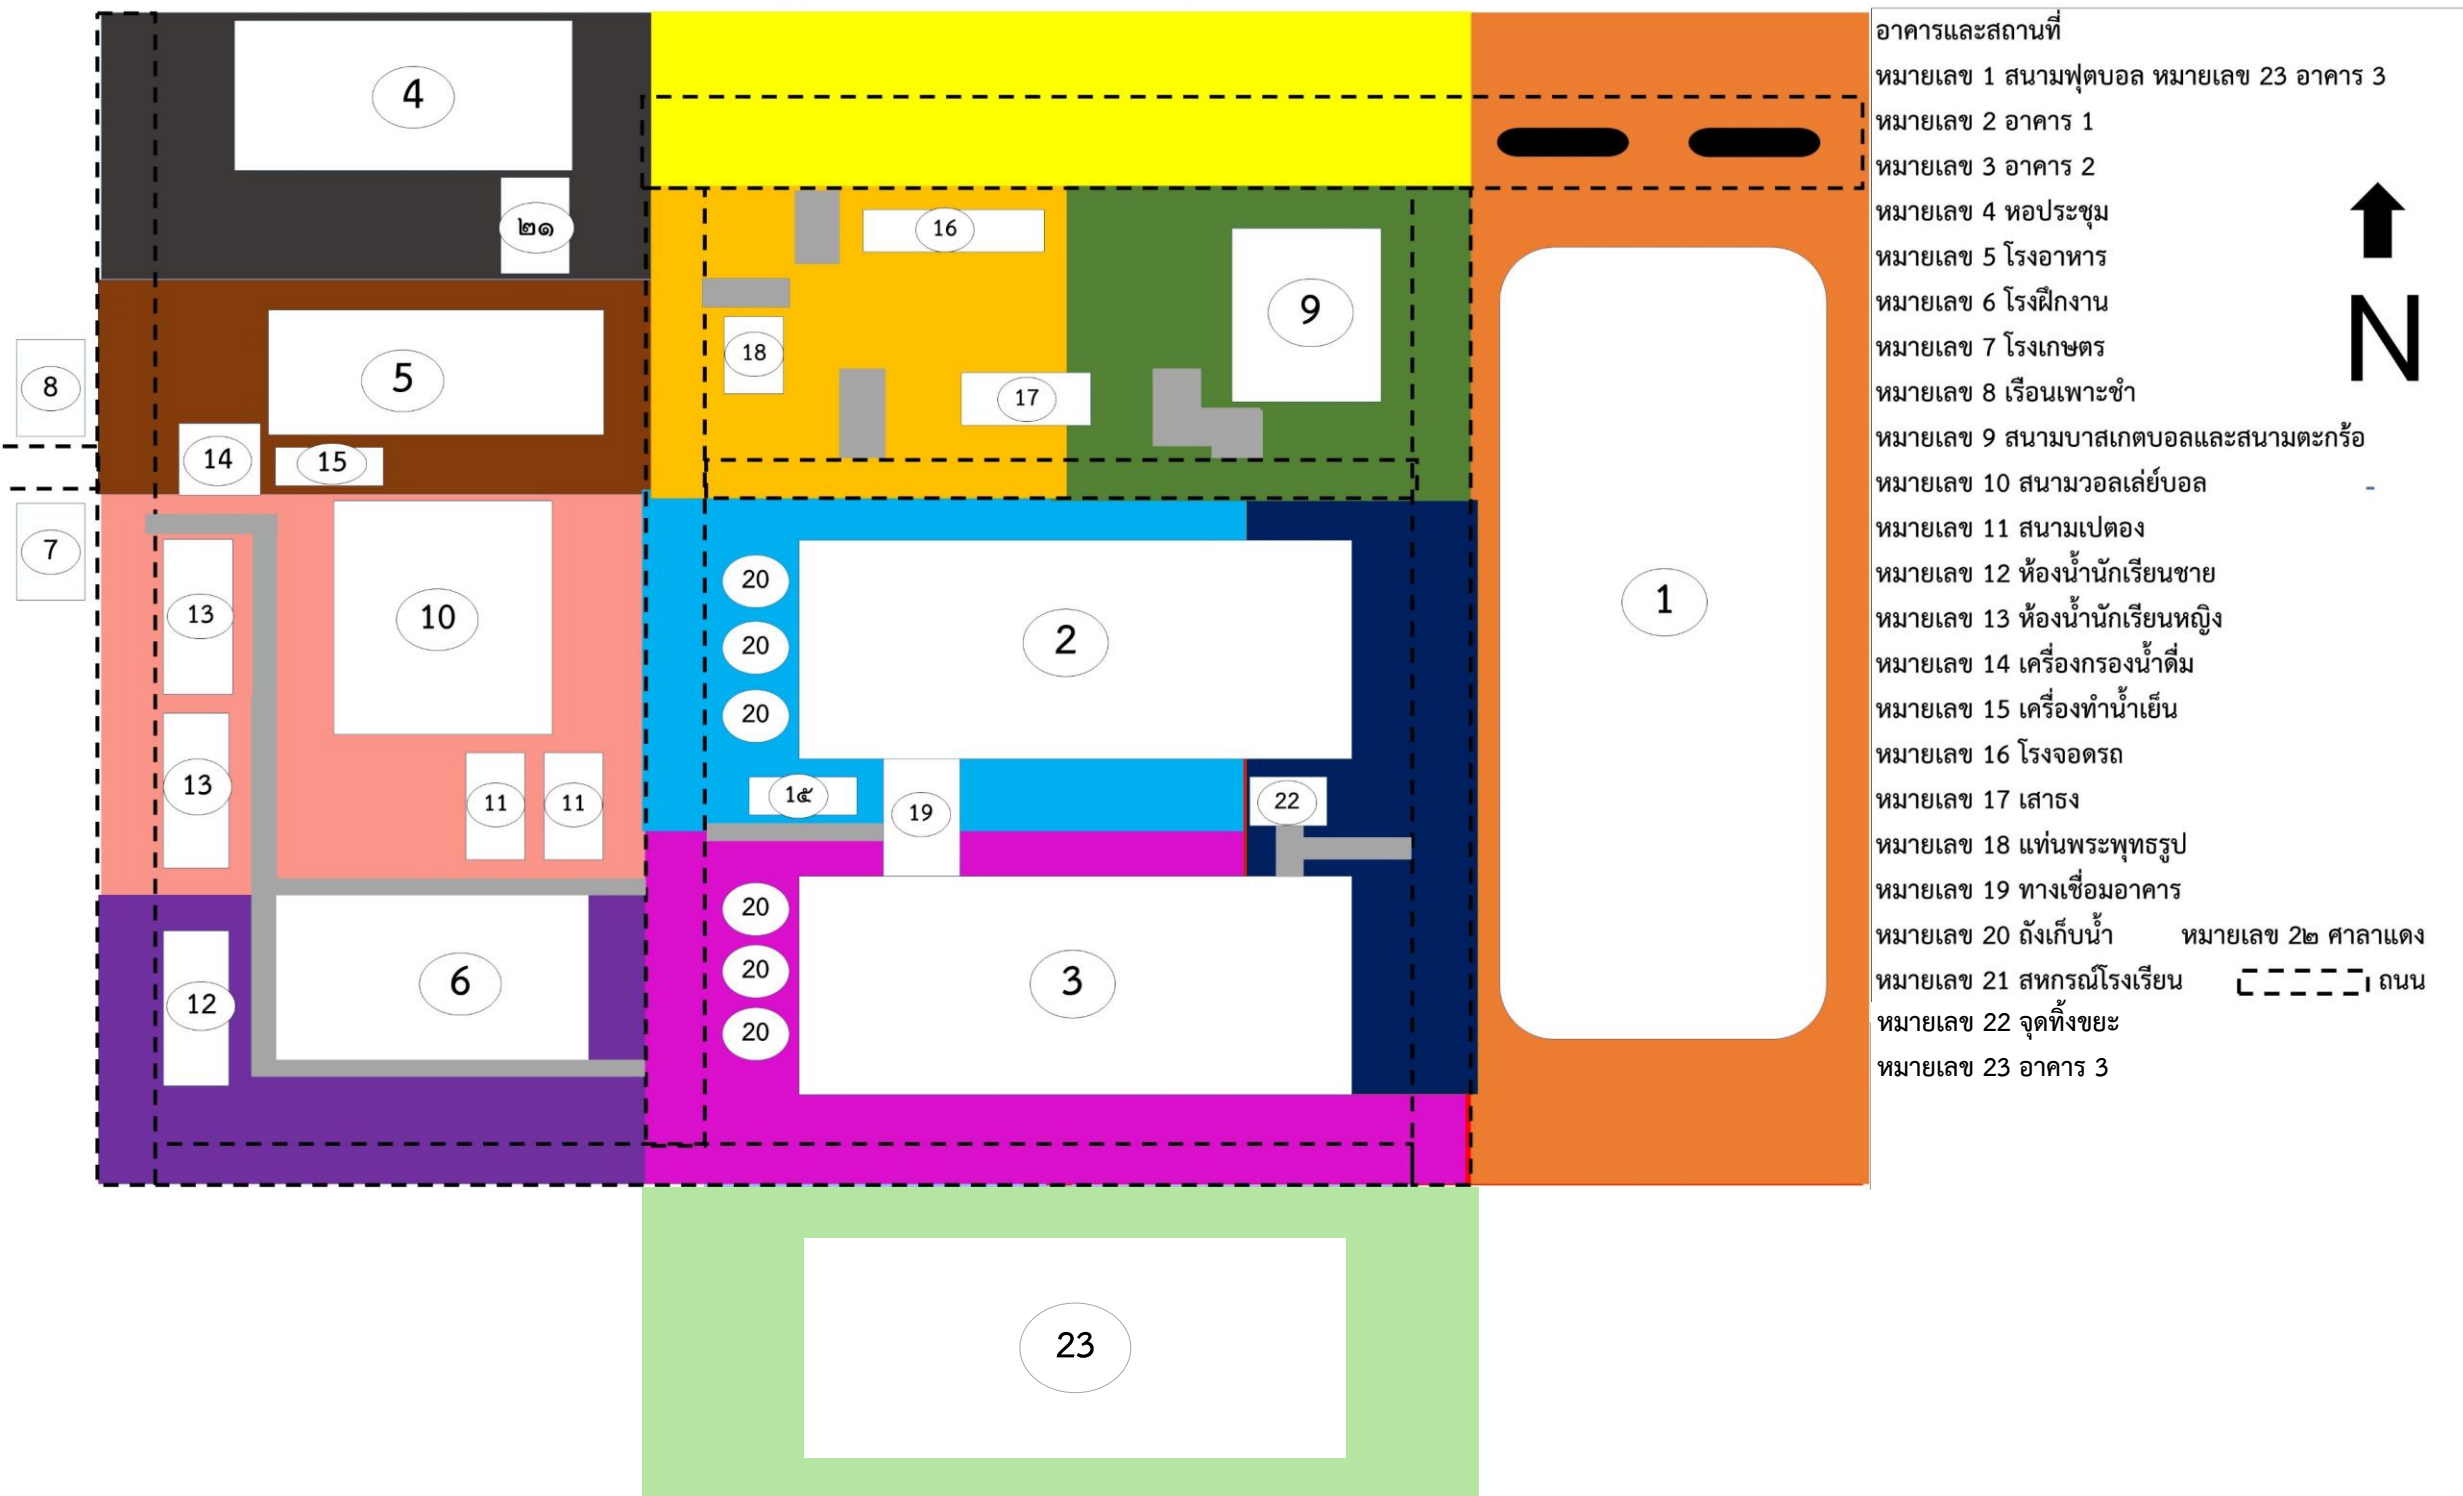 4
๒๑
16
9
18
5
17
8
14
15
7
13
10
20
20
20
2
1
13
11
11
1๕
19
22
12
6
20
20
20
3
23
อาคารและสถานที่
หมายเลข 1 สนามฟุตบอล หมายเลข 23 อาคาร 3
หมายเลข 2 อาคาร 1
หมายเลข 3 อาคาร 2
หมายเลข 4 หอประชุม
หมายเลข 5 โรงอาหาร
หมายเลข 6 โรงฝึกงาน
หมายเลข 7 โรงเกษตร
หมายเลข 8 เรือนเพาะชำ
หมายเลข 9 สนามบาสเกตบอลและสนามตะกร้อ
หมายเลข 10 สนามวอลเล่ย์บอล -
หมายเลข 11 สนามเปตอง
หมายเลข 12 ห้องน้ำนักเรียนชาย
หมายเลข 13 ห้องน้ำนักเรียนหญิง
หมายเลข 14 เครื่องกรองน้ำดื่ม
หมายเลข 15 เครื่องทำน้ำเย็น
หมายเลข 16 โรงจอดรถ
หมายเลข 17 เสาธง
หมายเลข 18 แท่นพระพุทธรูป
หมายเลข 19 ทางเชื่อมอาคาร
หมายเลข 20 ถังเก็บน้ำ หมายเลข 2๒ ศาลาแดง
หมายเลข 21 สหกรณ์โรงเรียน ถนน
หมายเลข 22 จุดทิ้งขยะ
หมายเลข 23 อาคาร 3
N